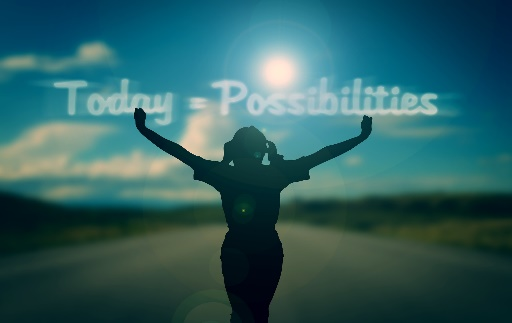 Today = Possibilities